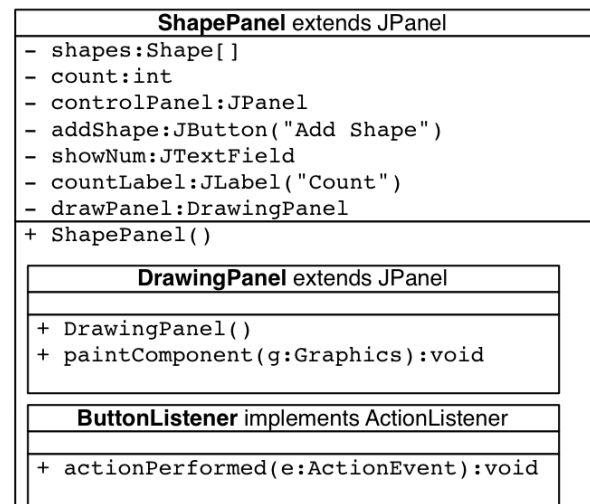 ShapePanel extends JPanel
- shapes:Shape[]
- count:int
- controlPanel:JPanel
- addShape:JButton("Add Shape")
- showNum:JTextField
- countLabel:JLabel("Count")
- drawPanel:DrawingPanel
+ ShapePanel()
DrawingPanel extends JPanel
+ DrawingPanel()
+ paintComponent(g:Graphics):void
ButtonListener implements ActionListener
+ actionPerformed(e:ActionEvent):void